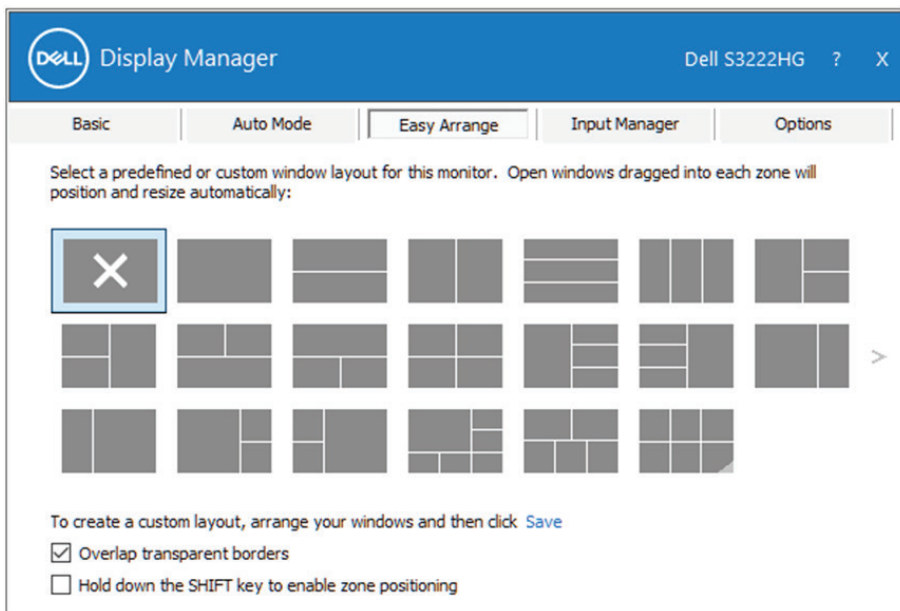 DELL Display Manager Dell S3222HG ? X
Basic Auto Mode Easy Arrange Input Manager Options
Select a predefined or custom window layout for this monitor. Open windows dragged into each zone will
position and resize automatically:
>
To create a custom layout, arrange your windows and then click Save
Overlap transparent borders
Hold down the SHIFT key to enable zone positioning